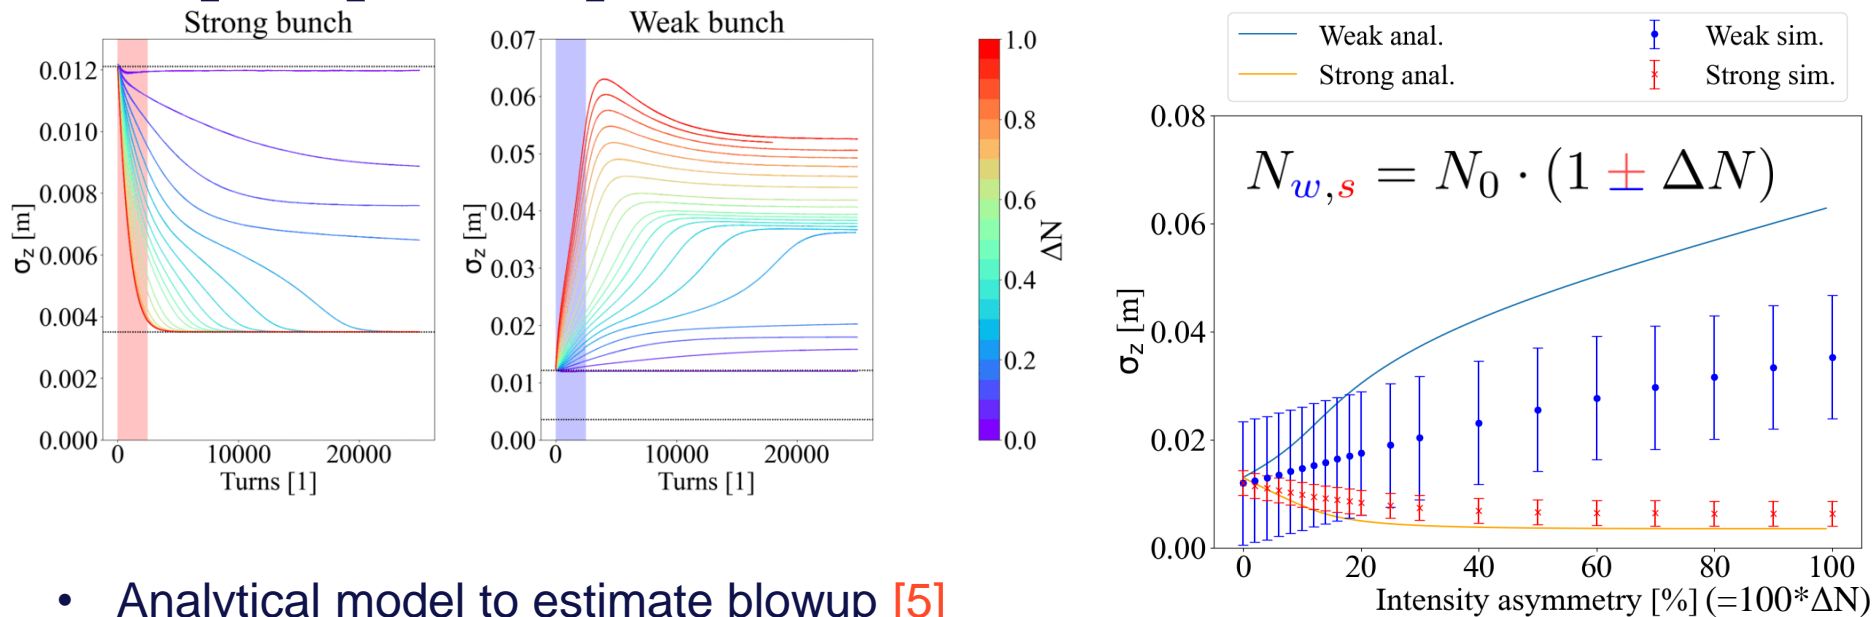 Strong bunch
σz [m]
0.012
0.010
0.008
0.006
0.004
0.002
0.000
0
10000
20000
Turns [1]
Weak bunch
σz [m]
0.07
0.06
0.05
0.04
0.03
0.02
0.01
0.00
0
10000
20000
Turns [1]
1.0
0.8
0.6
0.4
0.2
0.0
ΔN
Weak anal.
Strong anal.
Weak sim.
Strong sim.
N_{w,s} = N_0 · (1 ± ΔN)
σz [m]
0.08
0.06
0.04
0.02
0.00
0
20
40
60
80
100
Intensity asymmetry [%] (=100*ΔN)
• Analytical model to estimate blowup [5]